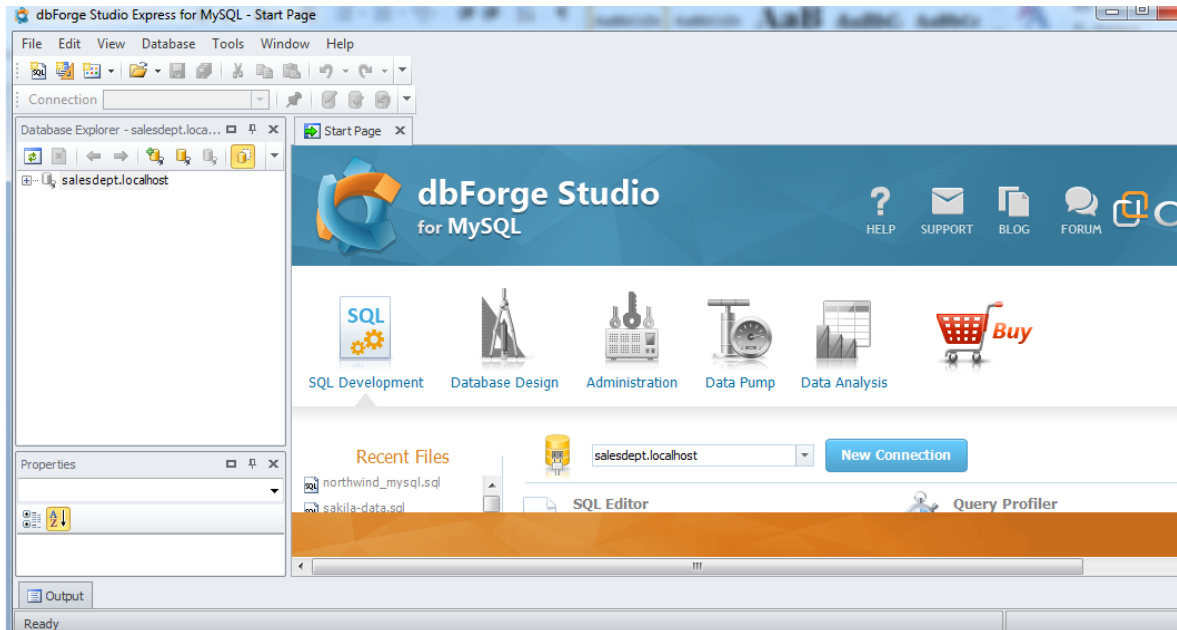 dbForge Studio Express for MySQL - Start Page
File Edit View Database Tools Window Help
Connection
Database Explorer - salesdept.loca...
salesdept.localhost
Properties
Start Page
dbForge Studio
for MySQL
HELP SUPPORT BLOG FORUM
SQL
Buy
SQL Development Database Design Administration Data Pump Data Analysis
Recent Files
northwind_mysql.sql
sakila-data.sql
salesdept.localhost
New Connection
SQL Editor
Query Profiler
Output
Ready